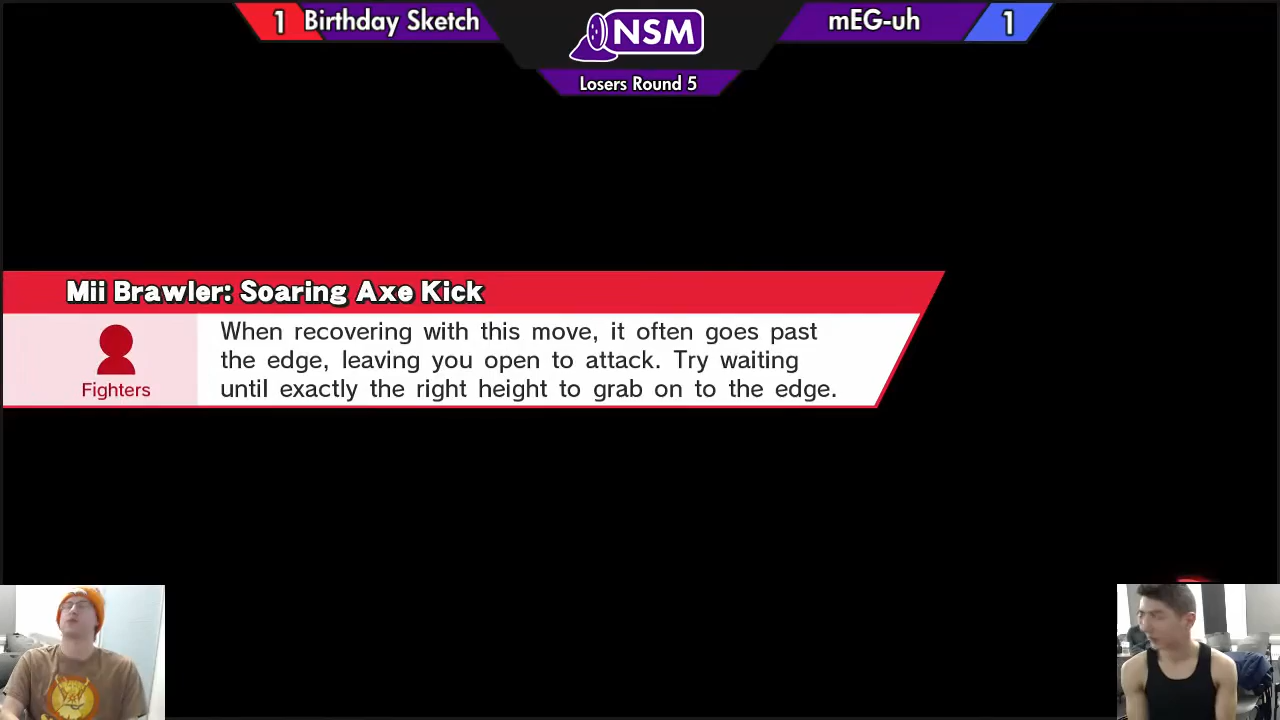 1 Birthday Sketch
NSM
mEG-uh 1
Losers Round 5
Mii Brawler: Soaring Axe Kick
Fighters
When recovering with this move, it often goes past
the edge, leaving you open to attack. Try waiting
until exactly the right height to grab on to the edge.